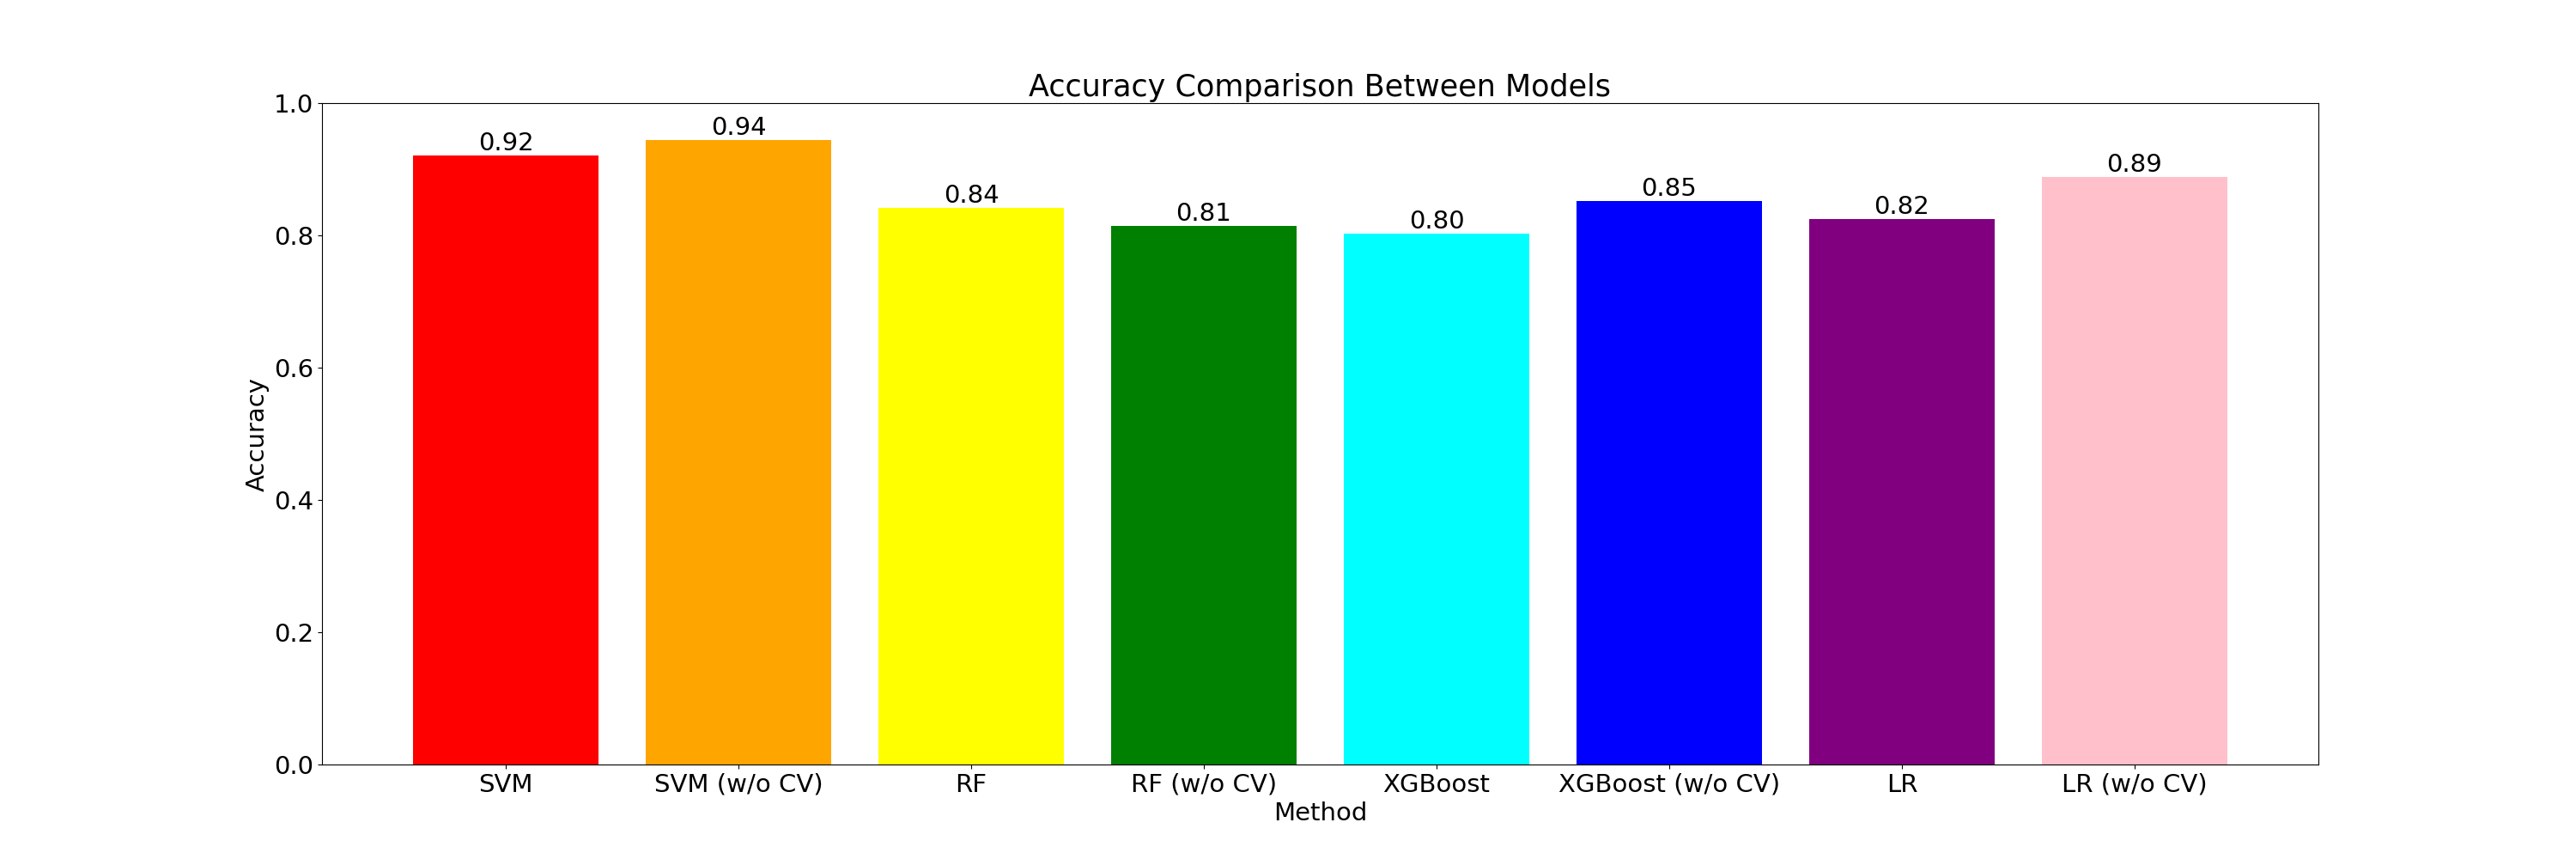 Accuracy Comparison Between Models
1.0
0.8
0.6
0.4
0.2
0.0
Accuracy
0.92
0.94
0.84
0.81
0.80
0.85
0.82
0.89
SVM
SVM (w/o CV)
RF
RF (w/o CV)
XGBoost
XGBoost (w/o CV)
LR
LR (w/o CV)
Method